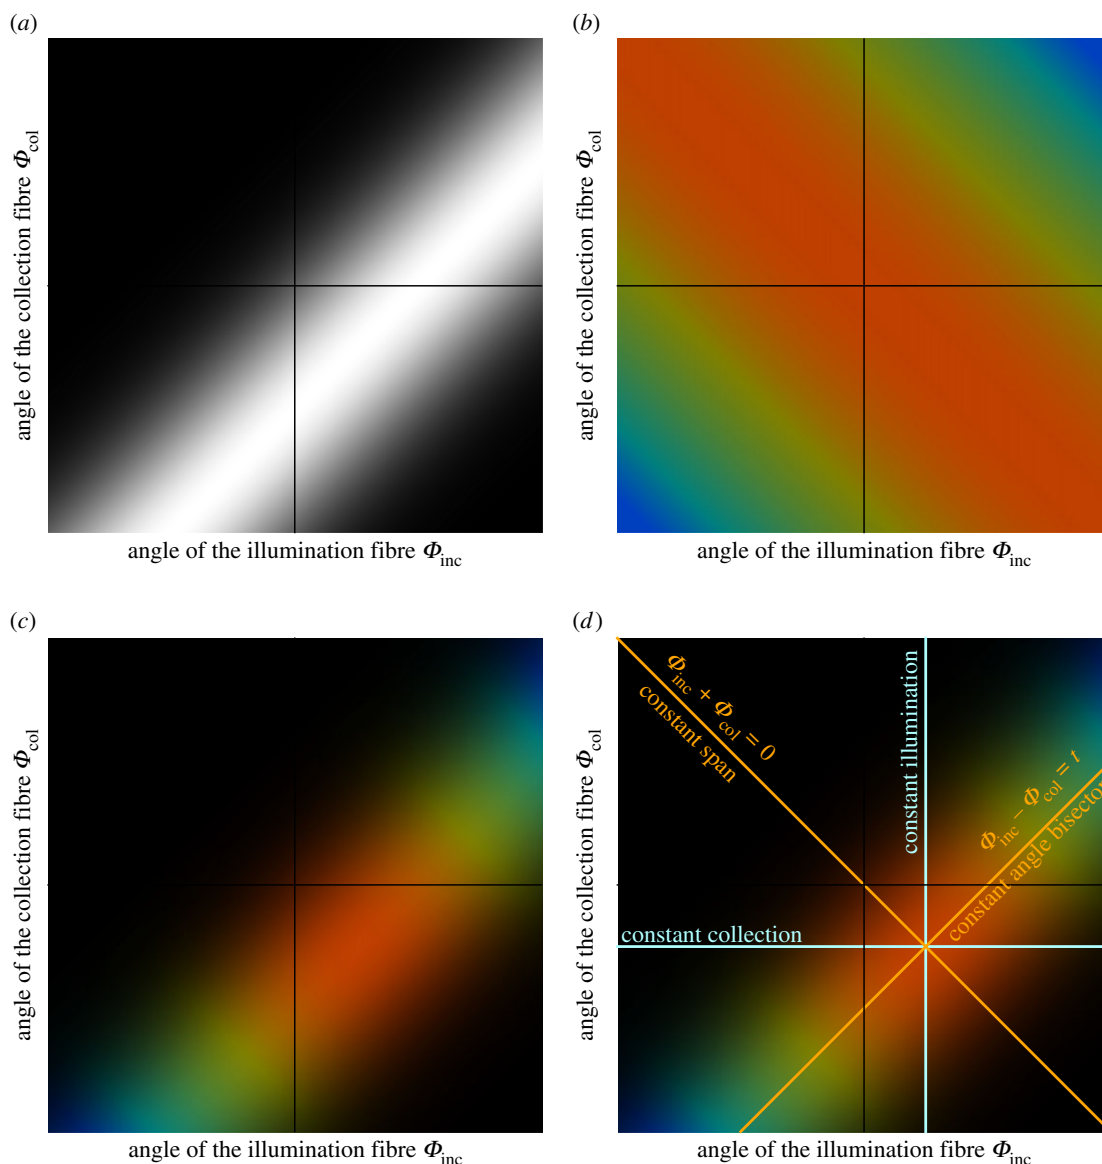 (a)
angle of the collection fibre Φcol
angle of the illumination fibre Φinc
(b)
angle of the collection fibre Φcol
angle of the illumination fibre Φinc
(c)
angle of the collection fibre Φcol
angle of the illumination fibre Φinc
(d)
Φinc + Φcol = 0
constant span
constant illumination
Φinc − Φcol = t
constant angle bisector
constant collection
angle of the collection fibre Φcol
angle of the illumination fibre Φinc